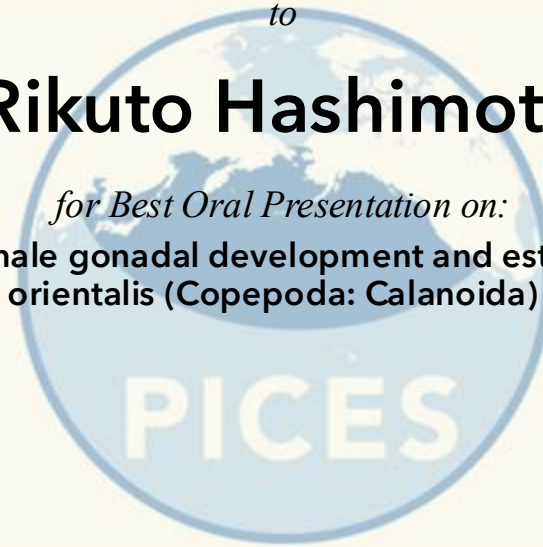 to
Rikuto Hashimot
for Best Oral Presentation on:
nale gonadal development and est
orientalis (Copepoda: Calanoida)
PICES